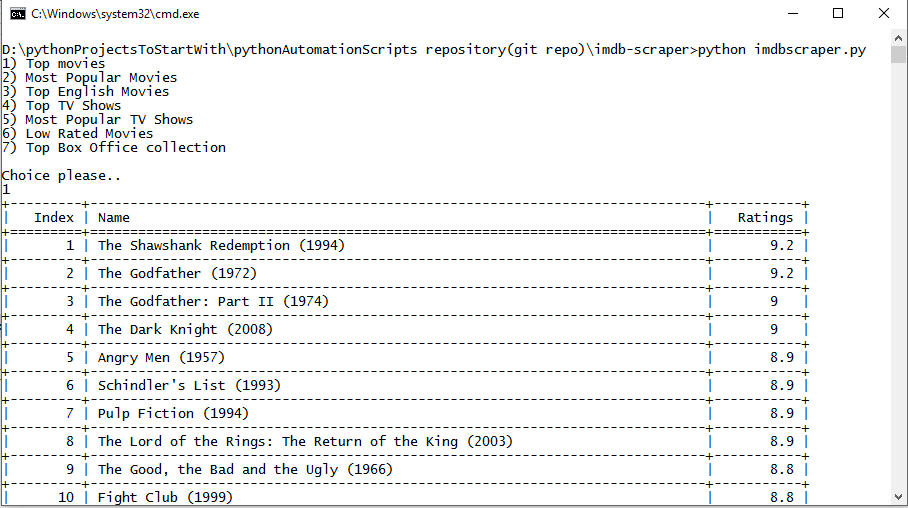 C:\Windows\system32\cmd.exe
D:\pythonProjectsToStartWith\pythonAutomationScripts repository(git repo)\imdb-scraper>python imdbscraper.py
1) Top movies
2) Most Popular Movies
3) Top English Movies
4) Top TV Shows
5) Most Popular TV Shows
6) Low Rated Movies
7) Top Box Office collection
Choice please..
1
Index | Name | Ratings
1 | The Shawshank Redemption (1994) | 9.2
2 | The Godfather (1972) | 9.2
3 | The Godfather: Part II (1974) | 9
4 | The Dark Knight (2008) | 9
5 | Angry Men (1957) | 8.9
6 | Schindler's List (1993) | 8.9
7 | Pulp Fiction (1994) | 8.9
8 | The Lord of the Rings: The Return of the King (2003) | 8.9
9 | The Good, the Bad and the Ugly (1966) | 8.8
10 | Fight Club (1999) | 8.8